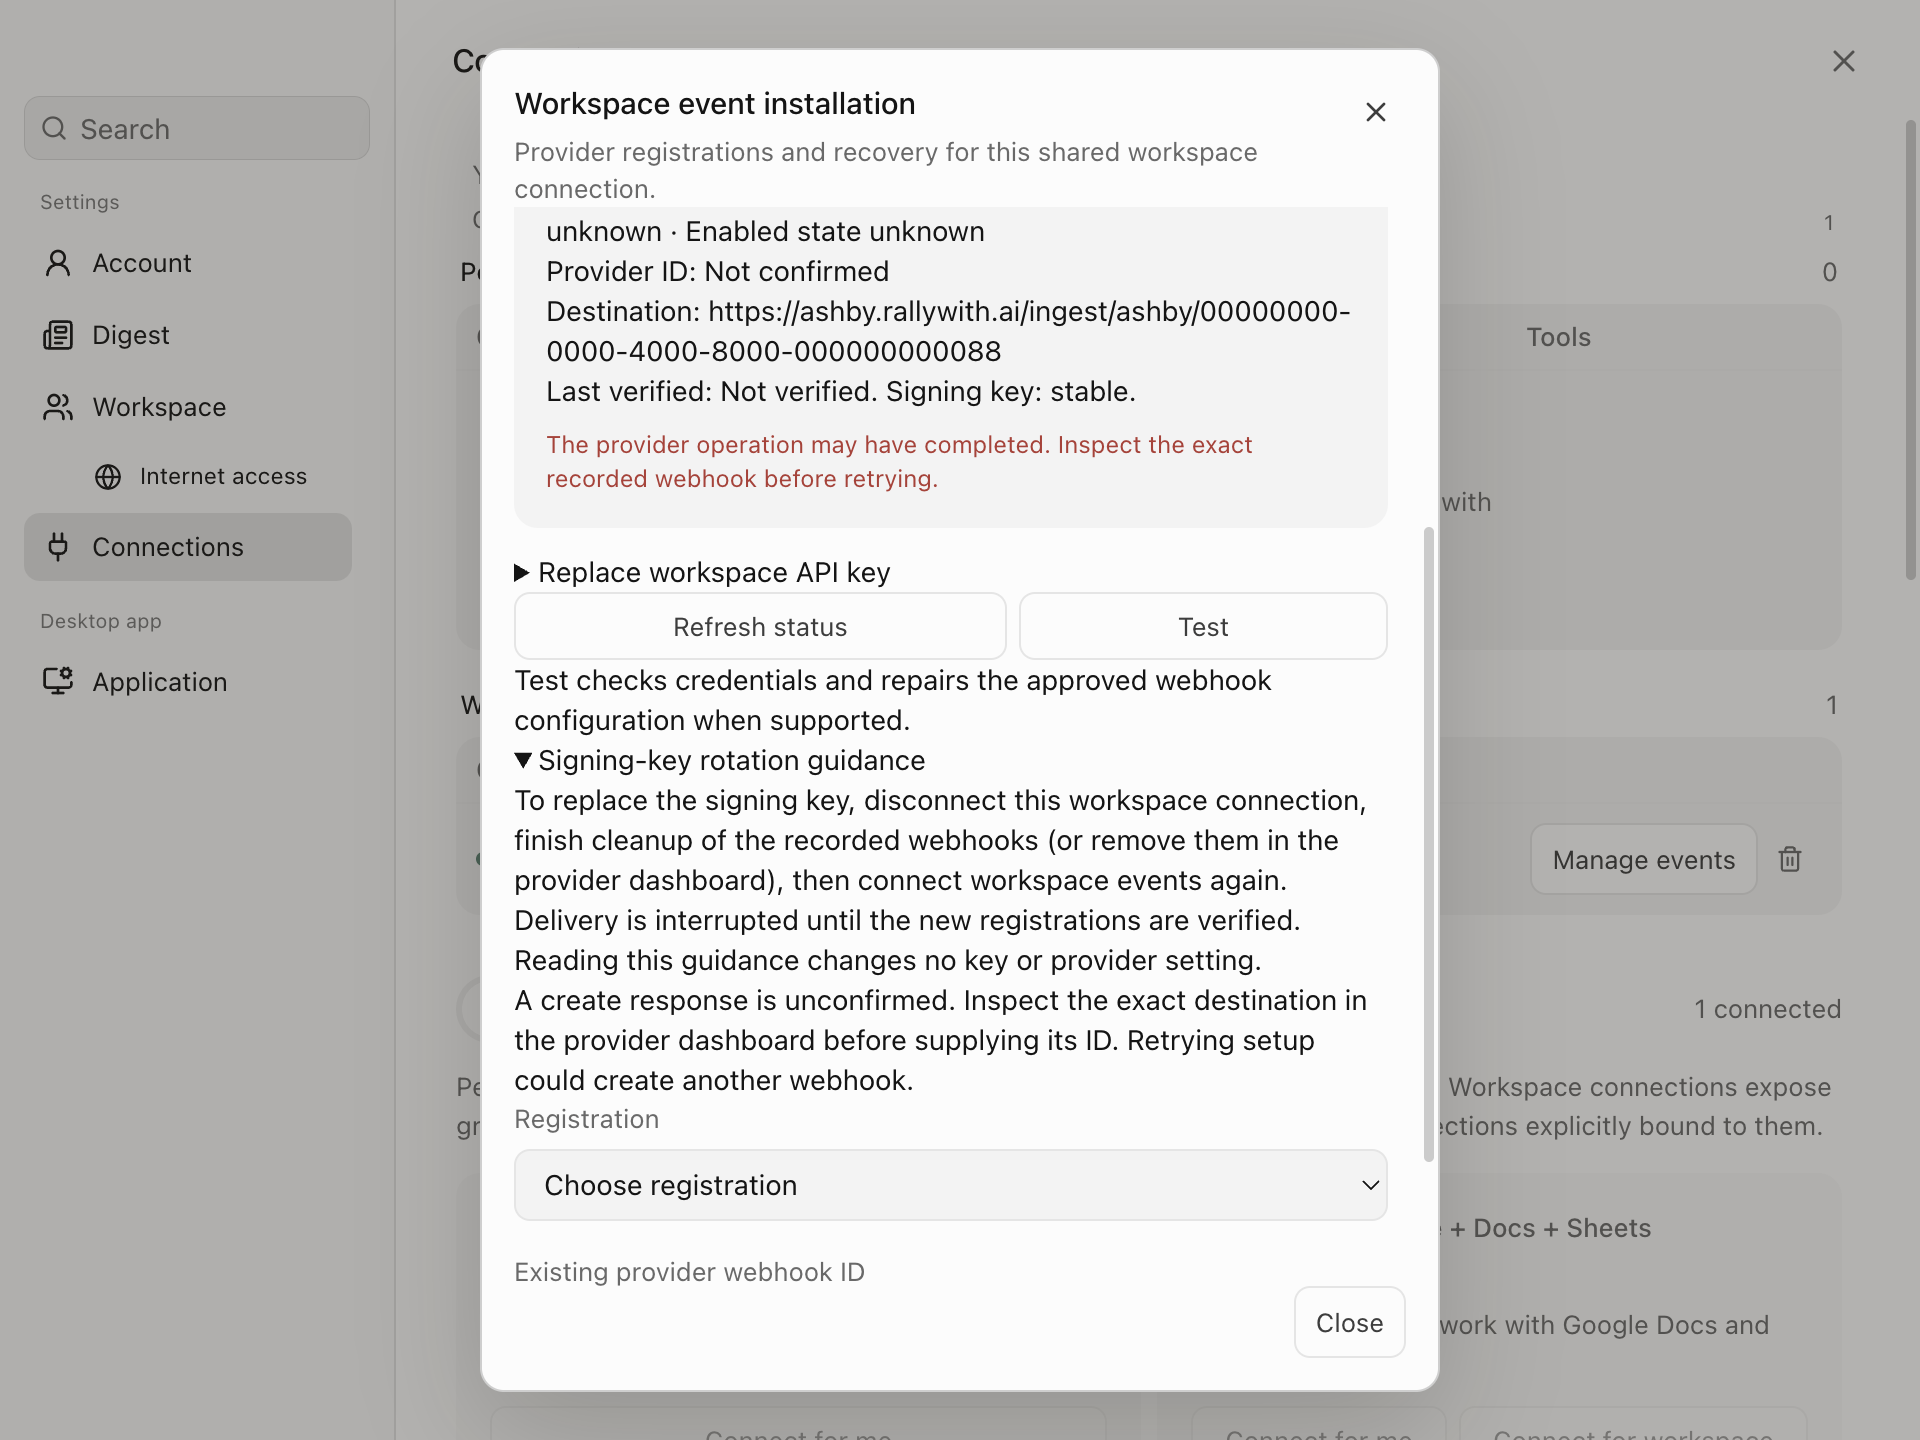 Search
Settings
Account
Digest
Workspace
Internet access
Connections
Desktop app
Application
Workspace event installation
Provider registrations and recovery for this shared workspace
connection.
unknown · Enabled state unknown
Provider ID: Not confirmed
Destination: https://ashby.rallywith.ai/ingest/ashby/00000000-
0000-4000-8000-000000000088
Last verified: Not verified. Signing key: stable.
The provider operation may have completed. Inspect the exact
recorded webhook before retrying.
Replace workspace API key
Refresh status
Test
Test checks credentials and repairs the approved webhook
configuration when supported.
Signing-key rotation guidance
To replace the signing key, disconnect this workspace connection,
finish cleanup of the recorded webhooks (or remove them in the
provider dashboard), then connect workspace events again.
Delivery is interrupted until the new registrations are verified.
Reading this guidance changes no key or provider setting.
A create response is unconfirmed. Inspect the exact destination in
the provider dashboard before supplying its ID. Retrying setup
could create another webhook.
Registration
Choose registration
Existing provider webhook ID
Close
1
0
Tools
with
1
Manage events
1 connected
Workspace connections expose
explicitly bound to them.
+ Docs + Sheets
work with Google Docs and
Connect for me
Connect for me
Connect for workspace